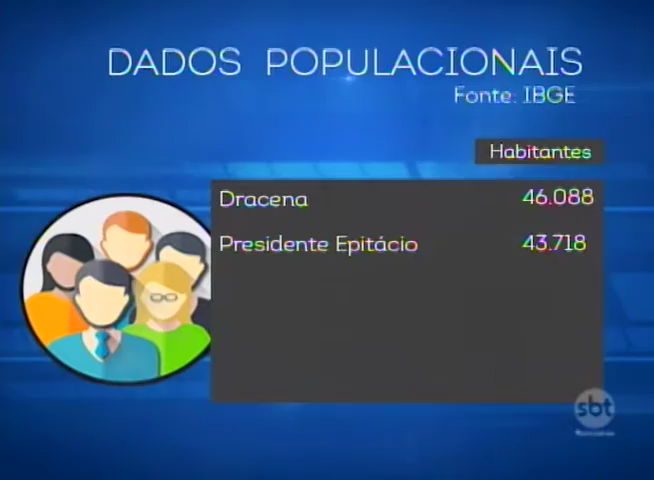 DADOS POPULACIONAIS
Fonte: IBGE
Habitantes
Dracena 46.088
Presidente Epitácio 43.718
sbt